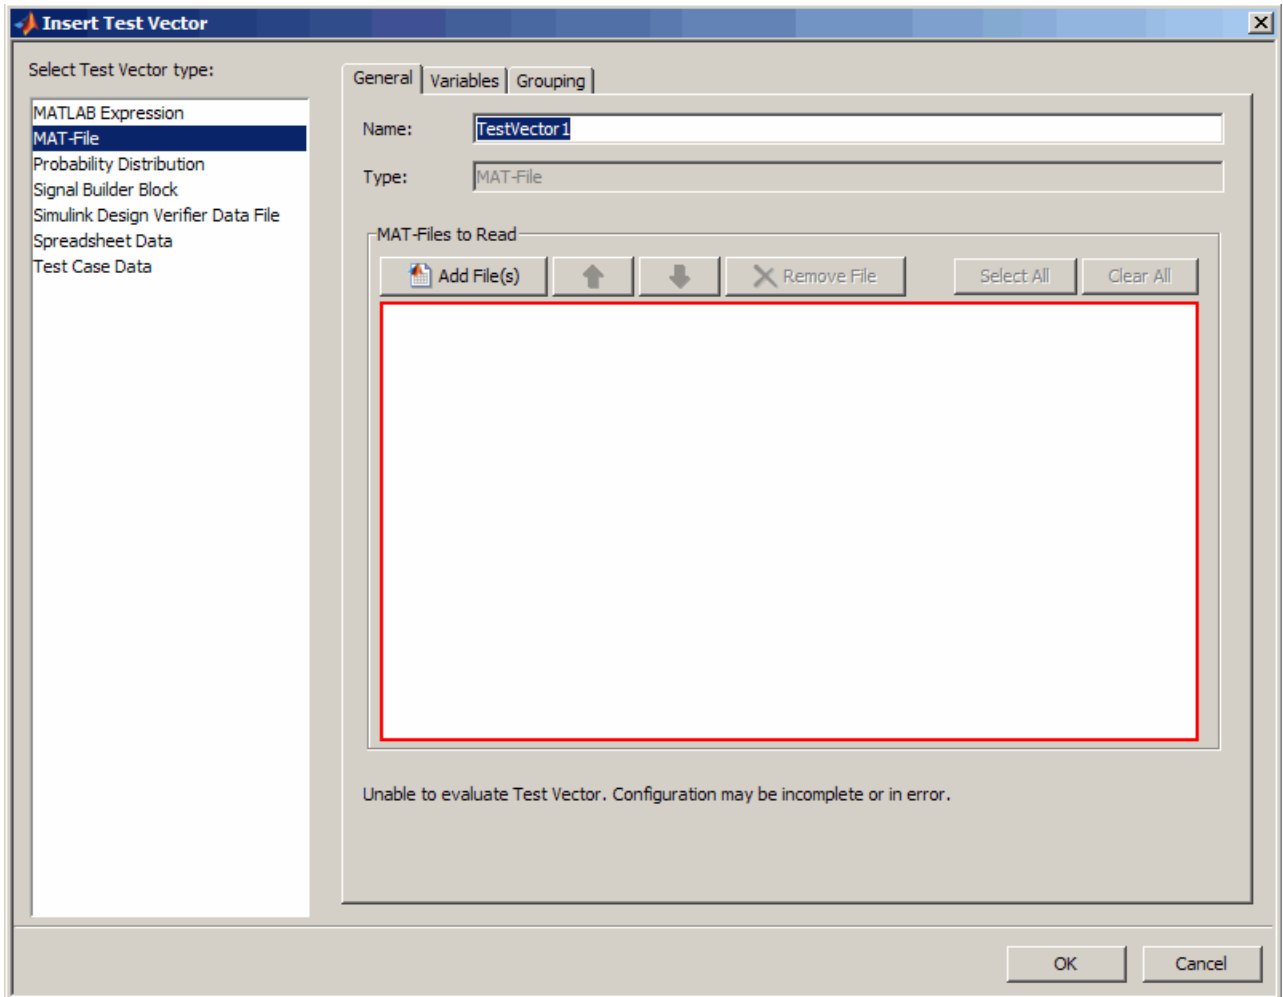 Insert Test Vector
Select Test Vector type:
MATLAB Expression
MAT-File
Probability Distribution
Signal Builder Block
Simulink Design Verifier Data File
Spreadsheet Data
Test Case Data
General Variables Grouping
Name: TestVector1
Type: MAT-File
MAT-Files to Read
Add File(s) Remove File Select All Clear All
Unable to evaluate Test Vector. Configuration may be incomplete or in error.
OK Cancel